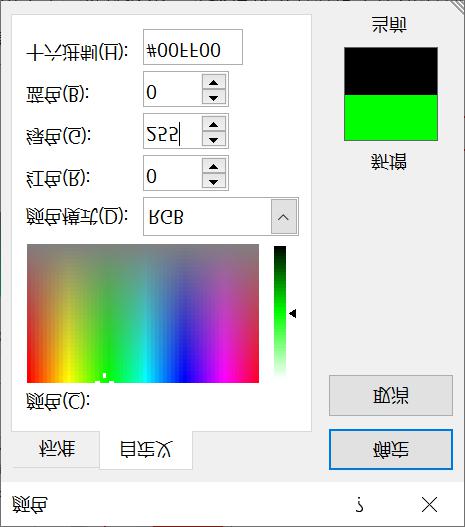 颜色 ?
标准 自定义
颜色(C):
颜色模式(D): RGB
红色(R): 0
绿色(G): 255
蓝色(B): 0
十六进制(H): #00FF00
确定
取消
新增
当前